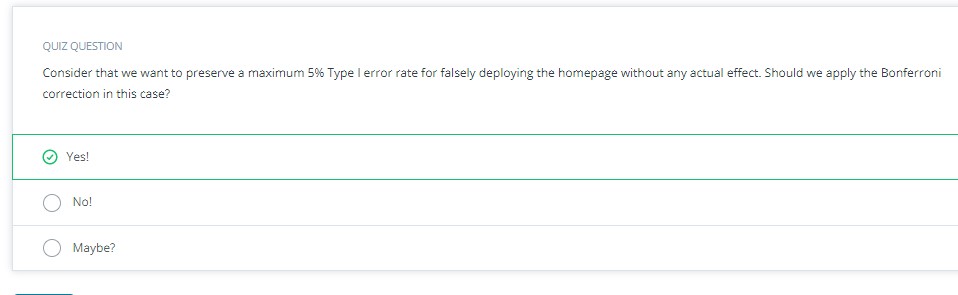 QUIZ QUESTION
Consider that we want to preserve a maximum 5% Type I error rate for falsely deploying the homepage without any actual effect. Should we apply the Bonferroni
correction in this case?
Yes!
No!
Maybe?